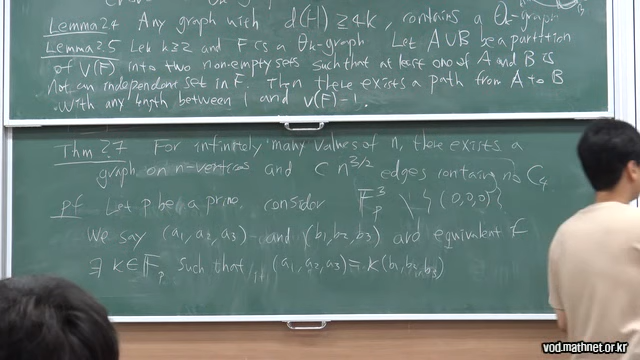 Lemma 2.4 Any graph with d(H) ≥ 4k, contains a Θk-graph
Lemma 2.5 Let k≥2 and F is a Θk-graph Let A∪B be a partition
of V(F) into two non-empty sets such that at least one of A and B is
not an independent set in F. Then there exists a path from A to B
with any length between 1 and v(F)-1.
Thm 2.7 For infinitely many values of n, there exists a
graph on n-vertices and C n^{3/2} edges containing no C4
pf Let p be a prime. consider F_p^3 \ {(0,0,0)}
We say (a1, a2, a3) and (b1, b2, b3) are equivalent if
∃ k∈F_p such that (a1, a2, a3) = k(b1, b2, b3)
vod.mathnet.or.kr